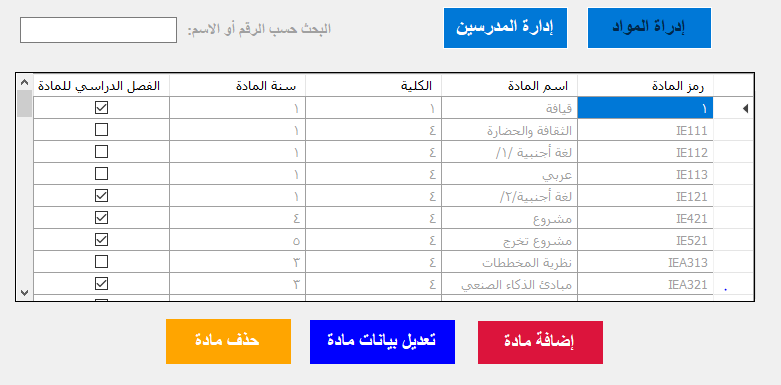 إدراة المواد إدارة المدرسين البحث حسب الرقم أو الاسم:
رمز المادة اسم المادة الكلية سنة المادة الفصل الدراسي للمادة
١ قيافة ١ ١
IE111 الثقافة والحضارة ٤ ١
IE112 لغة أجنبية /١/ ٤ ١
IE113 عربي ٤ ١
IE121 لغة أجنبية/٢/ ٤ ١
IE421 مشروع ٤ ٤
IE521 مشروع تخرج ٤ ٥
IEA313 نظرية المخططات ٤ ٣
IEA321 مبادئ الذكاء الصنعي ٤ ٣
إضافة مادة تعديل بيانات مادة حذف مادة